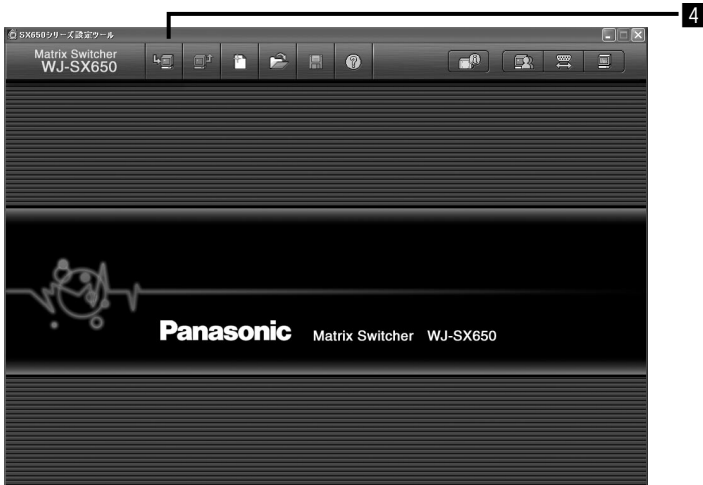 4
SX650シリーズ設定ツール
Matrix Switcher
WJ-SX650
Panasonic Matrix Switcher WJ-SX650